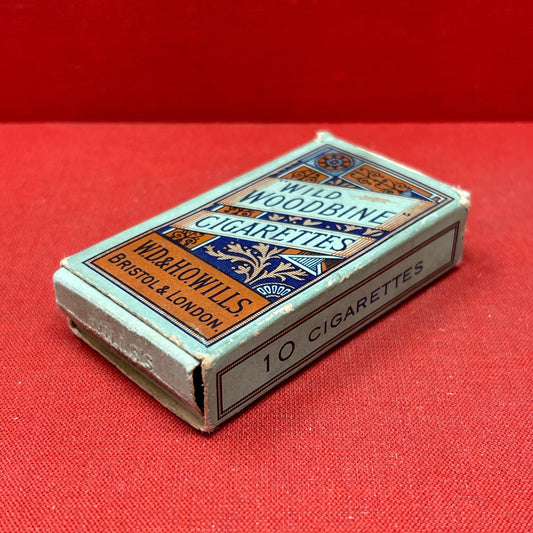 WILD
WOODBINE
CIGARETTES
W.D.& H.O.WILLS
BRISTOL & LONDON.
10 CIGARETTES